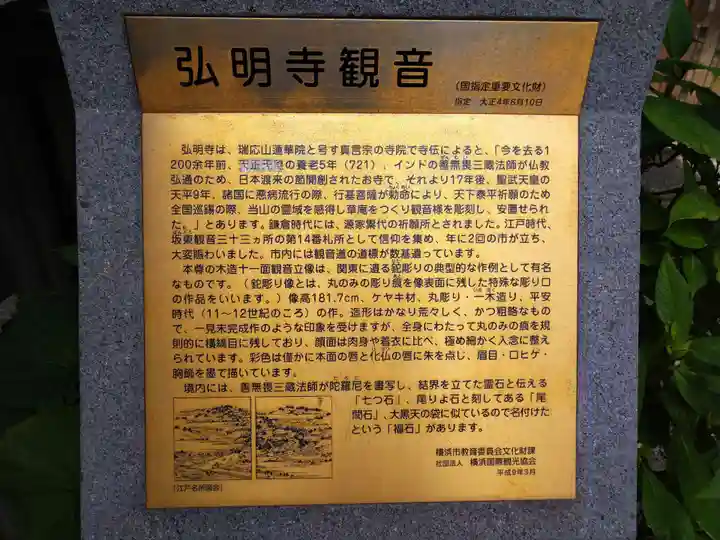 弘明寺観音
(国指定重要文化財)
指定 大正4年8月10日
弘明寺は、瑞応山蓮華院と号す真言宗の寺院で寺伝によると、「今を去る1
200余年前、元正天皇の養老5年(721)、インドの善無畏三蔵法師が仏教
弘通のため、日本渡来の節開創されたお寺で、それより17年後、聖武天皇の
天平9年、諸国に悪病流行の際、行基菩薩が勅命により、天下泰平祈願のため
全国巡錫の際、当山の霊域を感得し草庵をつくり観音様を彫刻し、安置せられ
た。」とあります。鎌倉時代には、源家累代の祈願所とされました。江戸時代、
坂東観音三十三ヵ所の第14番札所として信仰を集め、年に2回の市が立ち、
大変賑わいました。市内には観音道の道標が数基遺っています。
本尊の木造十一面観音立像は、関東に遺る鉈彫りの典型的な作例として有名
なものです。(鉈彫り像とは、丸のみの彫り痕を像表面に残した特殊な彫り口
の作品をいいます。)像高181.7cm、ケヤキ材、丸彫り・一木造り、平安
時代(11~12世紀のころ)の作。造形はかなり荒々しく、かつ粗略なもの
で、一見未完成作のような印象を受けますが、全身にわたって丸のみの痕を規
則的に横縞目に残しており、顔面は肉身や着衣に比べ、極め細かく入念に整え
られています。彩色は僅かに本面の唇と化仏の唇に朱を点じ、眉目・口ヒゲ・
胸飾を墨で描いています。
境内には、善無畏三蔵法師が陀羅尼を書写し、結界を立てた霊石と伝える
「七つ石」、尾りよ石と刻してある「尾
閭石」、大黒天の袋に似ているので名付けた
という「福石」があります。
横浜市教育委員会文化財課
社団法人 横浜国際観光協会
平成9年3月
「江戸名所図会」